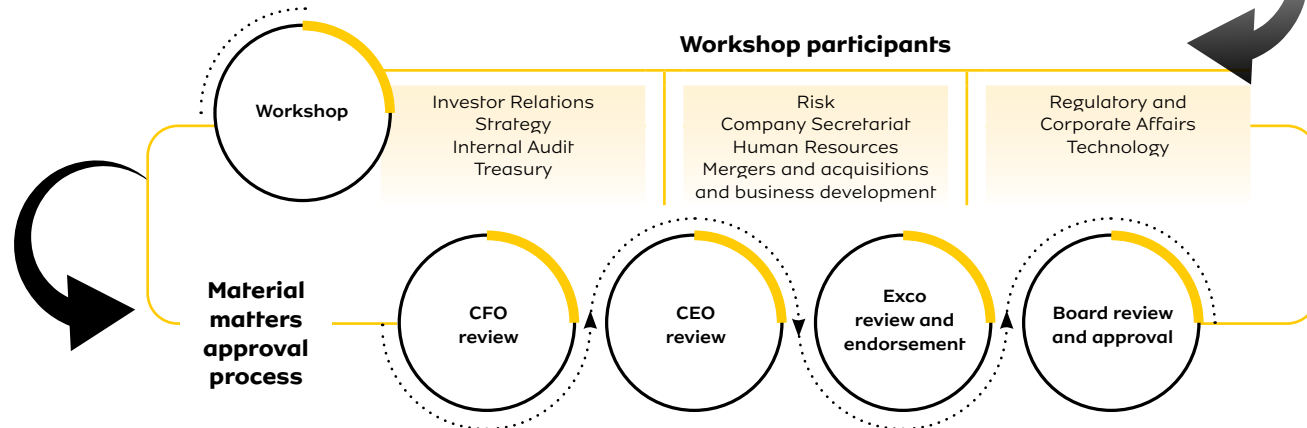 Workshop participants
Workshop
Investor Relations
Strategy
Internal Audit
Treasury
Risk
Company Secretariat
Human Resources
Mergers and acquisitions
and business development
Regulatory and
Corporate Affairs
Technology
Material
matters
approval
process
CFO
review
CEO
review
Exco
review and
endorsement
Board review
and approval